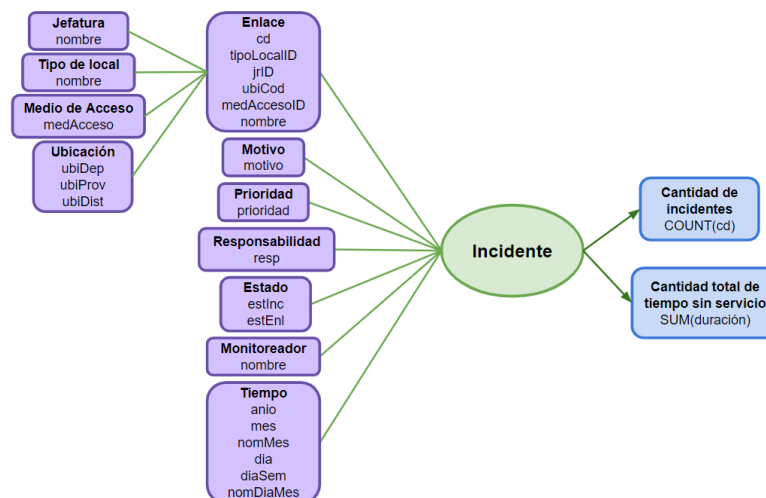 Jefatura
nombre
Tipo de local
nombre
Medio de Acceso
medAcceso
Ubicación
ubiDep
ubiProv
ubiDist
Enlace
cd
tipoLocalID
jrID
ubiCod
medAccesoID
nombre
Motivo
motivo
Prioridad
prioridad
Responsabilidad
resp
Estado
estInc
estEnl
Monitoreador
nombre
Tiempo
anio
mes
nomMes
dia
diaSem
nomDiaMes
Incidente
Cantidad de
incidentes
COUNT(cd)
Cantidad total de
tiempo sin servicio
SUM(duración)